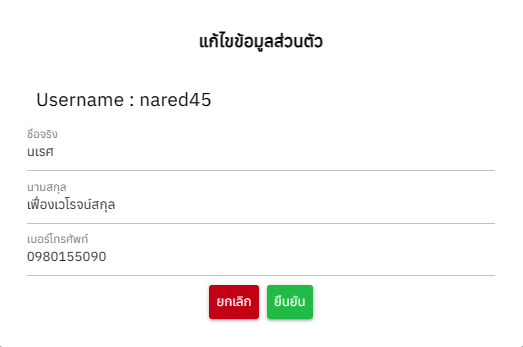 แก้ไขข้อมูลส่วนตัว
Username : nared45
ชื่อจริง
นเรศ
นามสกุล
เฟื่องเวโรจน์สกุล
เบอร์โทรศัพท์
0980155090
ยกเลิก ยืนยัน